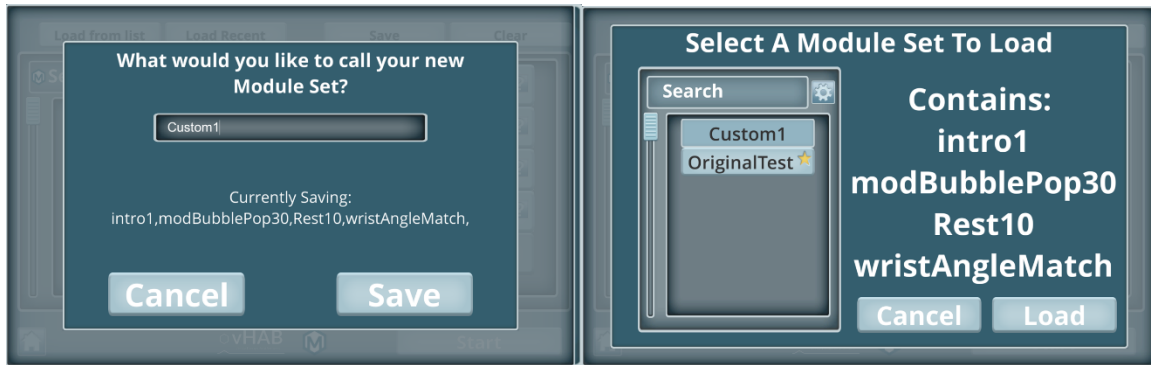 Load from list Load Recent Save Clear
What would you like to call your new
Module Set?
Custom1
Currently Saving:
intro1,modBubblePop30,Rest10,wristAngleMatch,
Cancel Save
vHAB
Start
Select A Module Set To Load
Search
Custom1
OriginalTest
Contains:
intro1
modBubblePop30
Rest10
wristAngleMatch
Cancel Load